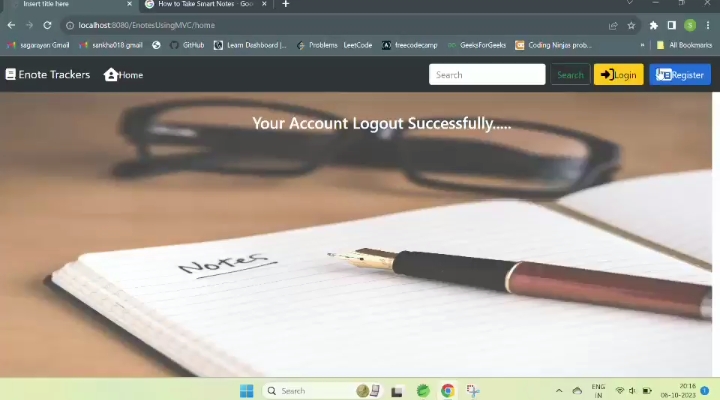 Insert title here
How to Take Smart Notes - Goo
localhost:8080/EnotesUsingMVC/home
sagarayan Gmail
sankha018 gmail
GitHub
Learn Dashboard |...
Problems - LeetCode
freecodecamp
GeeksForGeeks
Coding Ninjas prob...
»
All Bookmarks
Enote Trackers
Home
Search
Search
Login
Register
Your Account Logout Successfully.....
Notes
Search
ENG
IN
20:16
06-10-2023